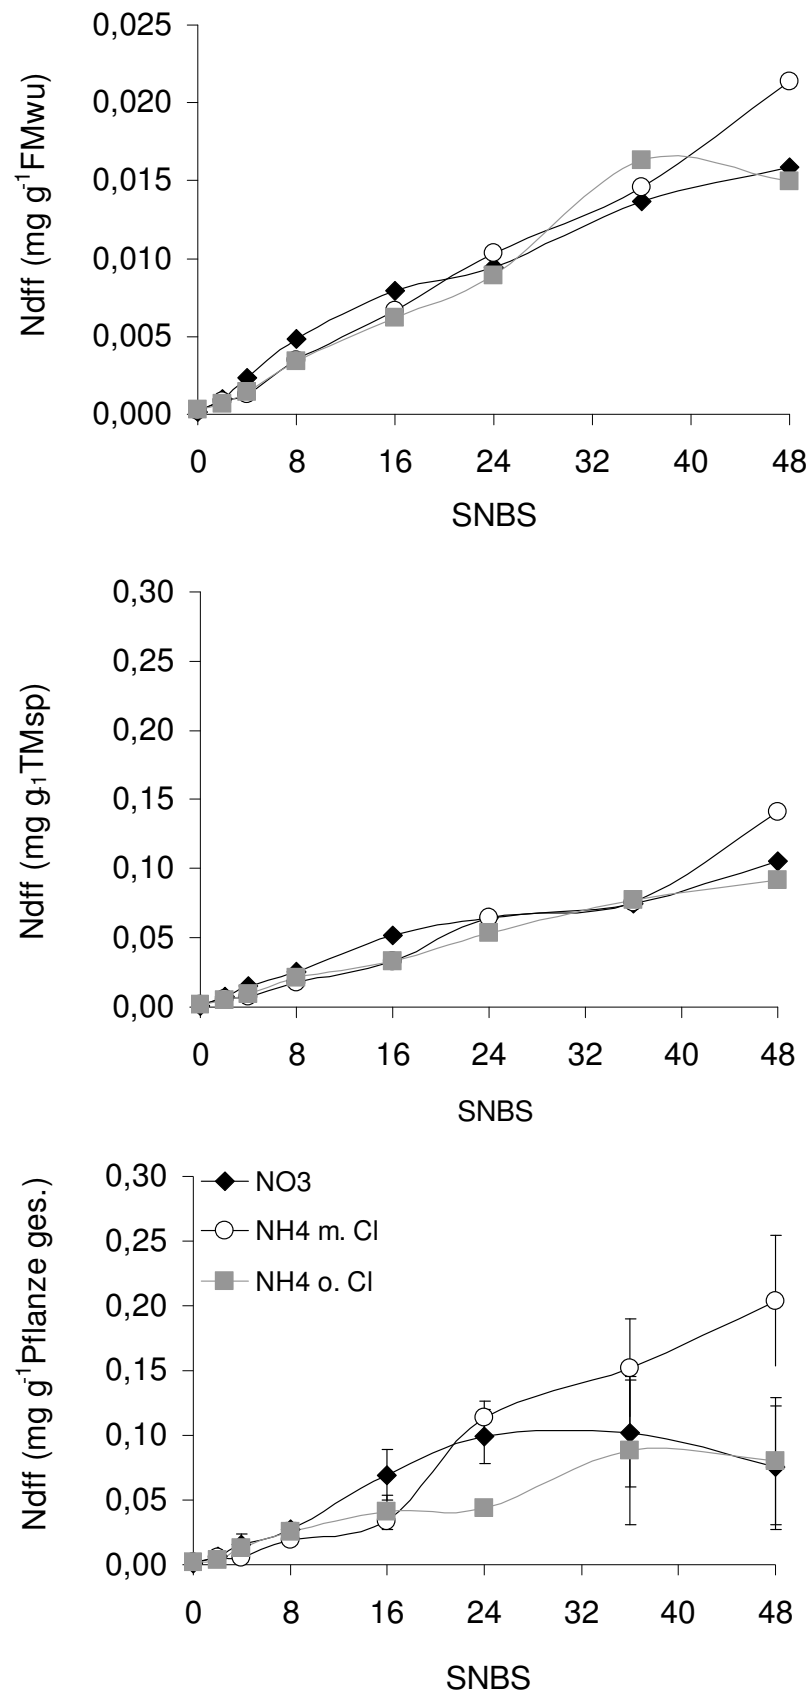 Ndff (mg g-1FMwu)
0,025
0,020
0,015
0,010
0,005
0,000
0 8 16 24 32 40 48
SNBS
Ndff (mg g-1TMsp)
0,30
0,25
0,20
0,15
0,10
0,05
0,00
0 8 16 24 32 40 48
SNBS
Ndff (mg g-1Pflanze ges.)
0,30
0,25
0,20
0,15
0,10
0,05
0,00
NO3
NH4 m. Cl
NH4 o. Cl
0 8 16 24 32 40 48
SNBS